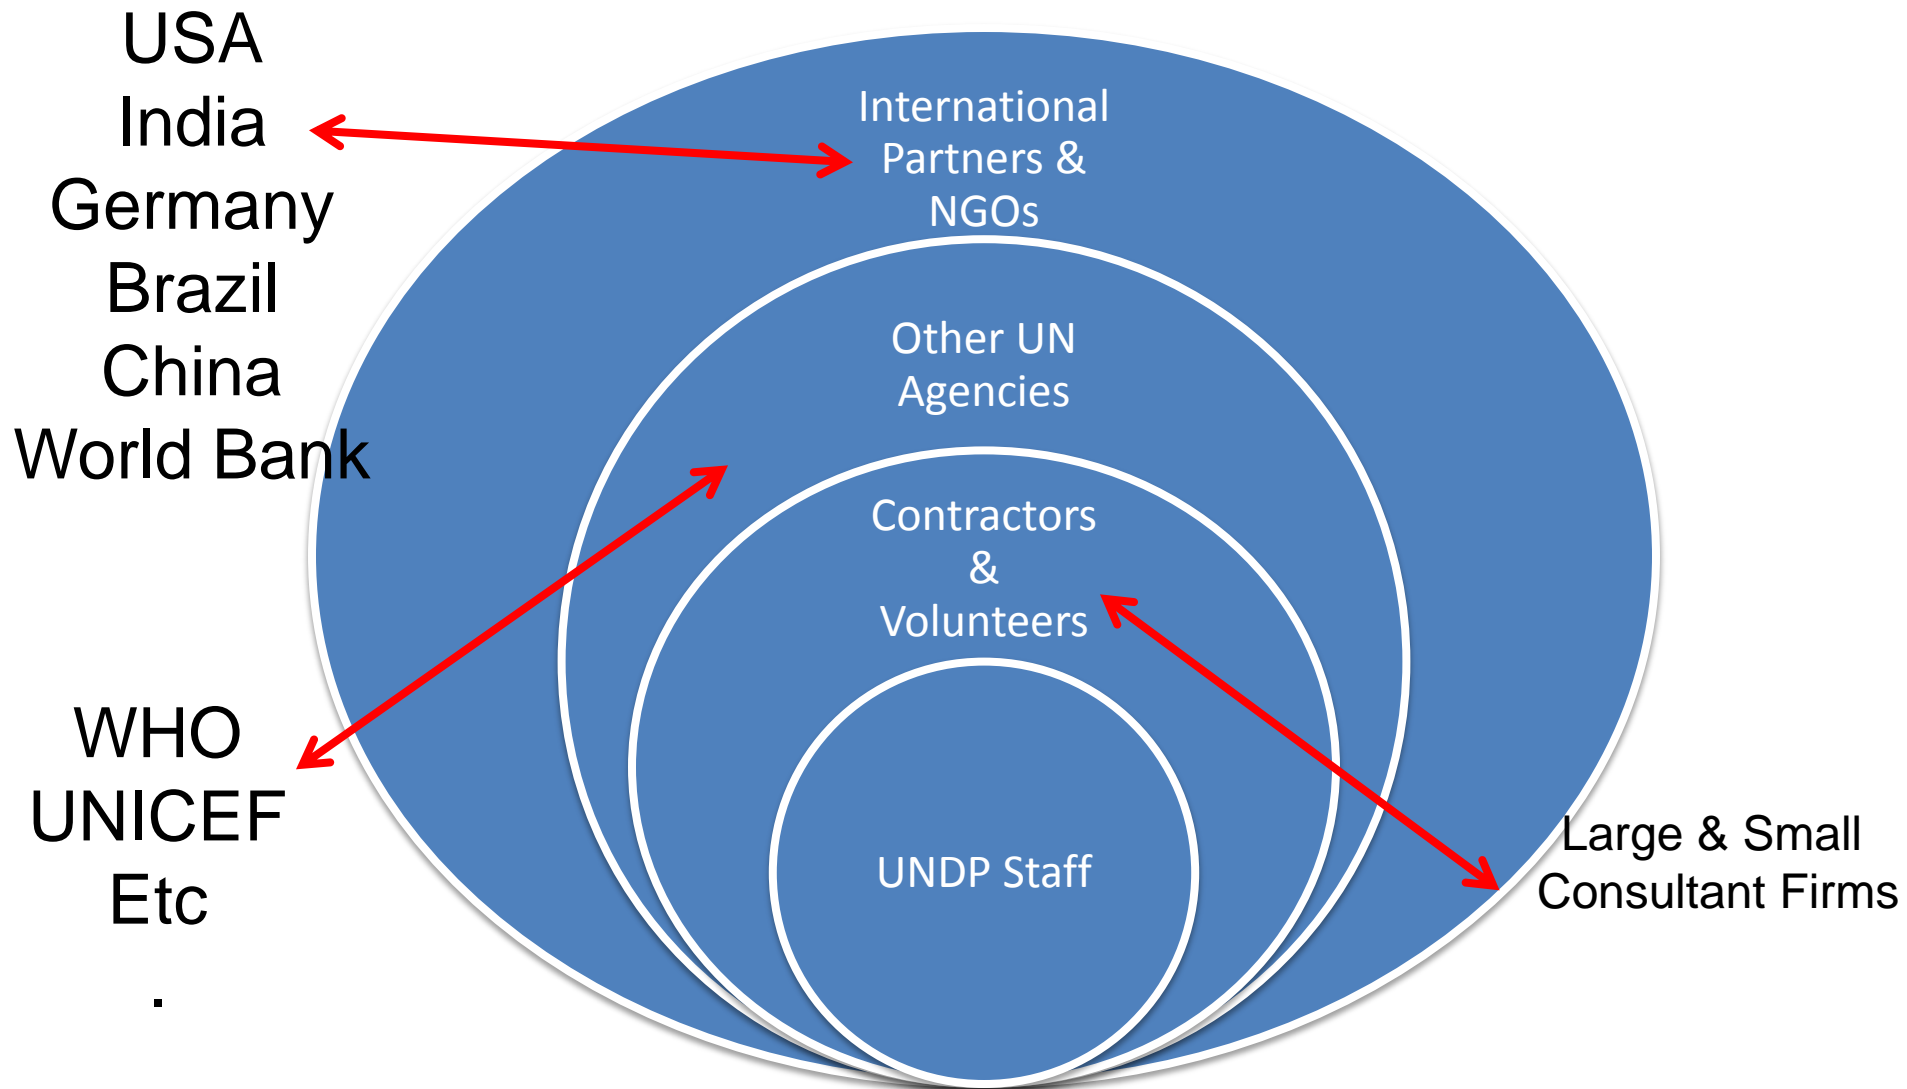 USA
India
Germany
Brazil
China
World Bank
WHO
UNICEF
Etc
.
International
Partners &
NGOs
Other UN
Agencies
Contractors
&
Volunteers
UNDP Staff
Large & Small
Consultant Firms